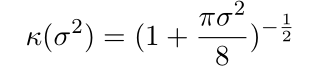 κ(σ²) = (1 + πσ²/8)^{-1/2}